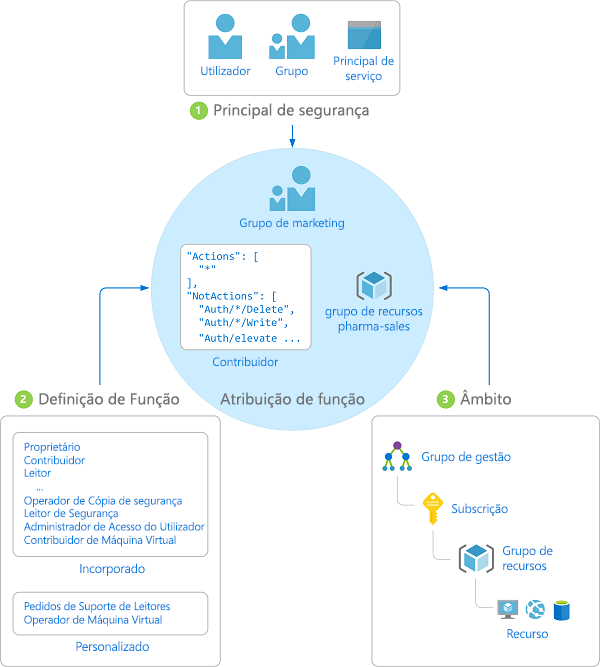 Utilizador
Grupo
Principal de
serviço
1 Principal de segurança
Grupo de marketing
"Actions": [
"*"
],
"NotActions": [
"Auth/*/Delete",
"Auth/*/Write",
"Auth/elevate ...
Contribuidor
grupo de recursos
pharma-sales
Atribuição de função
2 Definição de Função
Proprietário
Contribuidor
Leitor
...
Operador de Cópia de segurança
Leitor de Segurança
Administrador de Acesso do Utilizador
Contribuidor de Máquina Virtual
Incorporado
Pedidos de Suporte de Leitores
Operador de Máquina Virtual
Personalizado
3 Âmbito
Grupo de gestão
Subscrição
Grupo de
recursos
Recurso